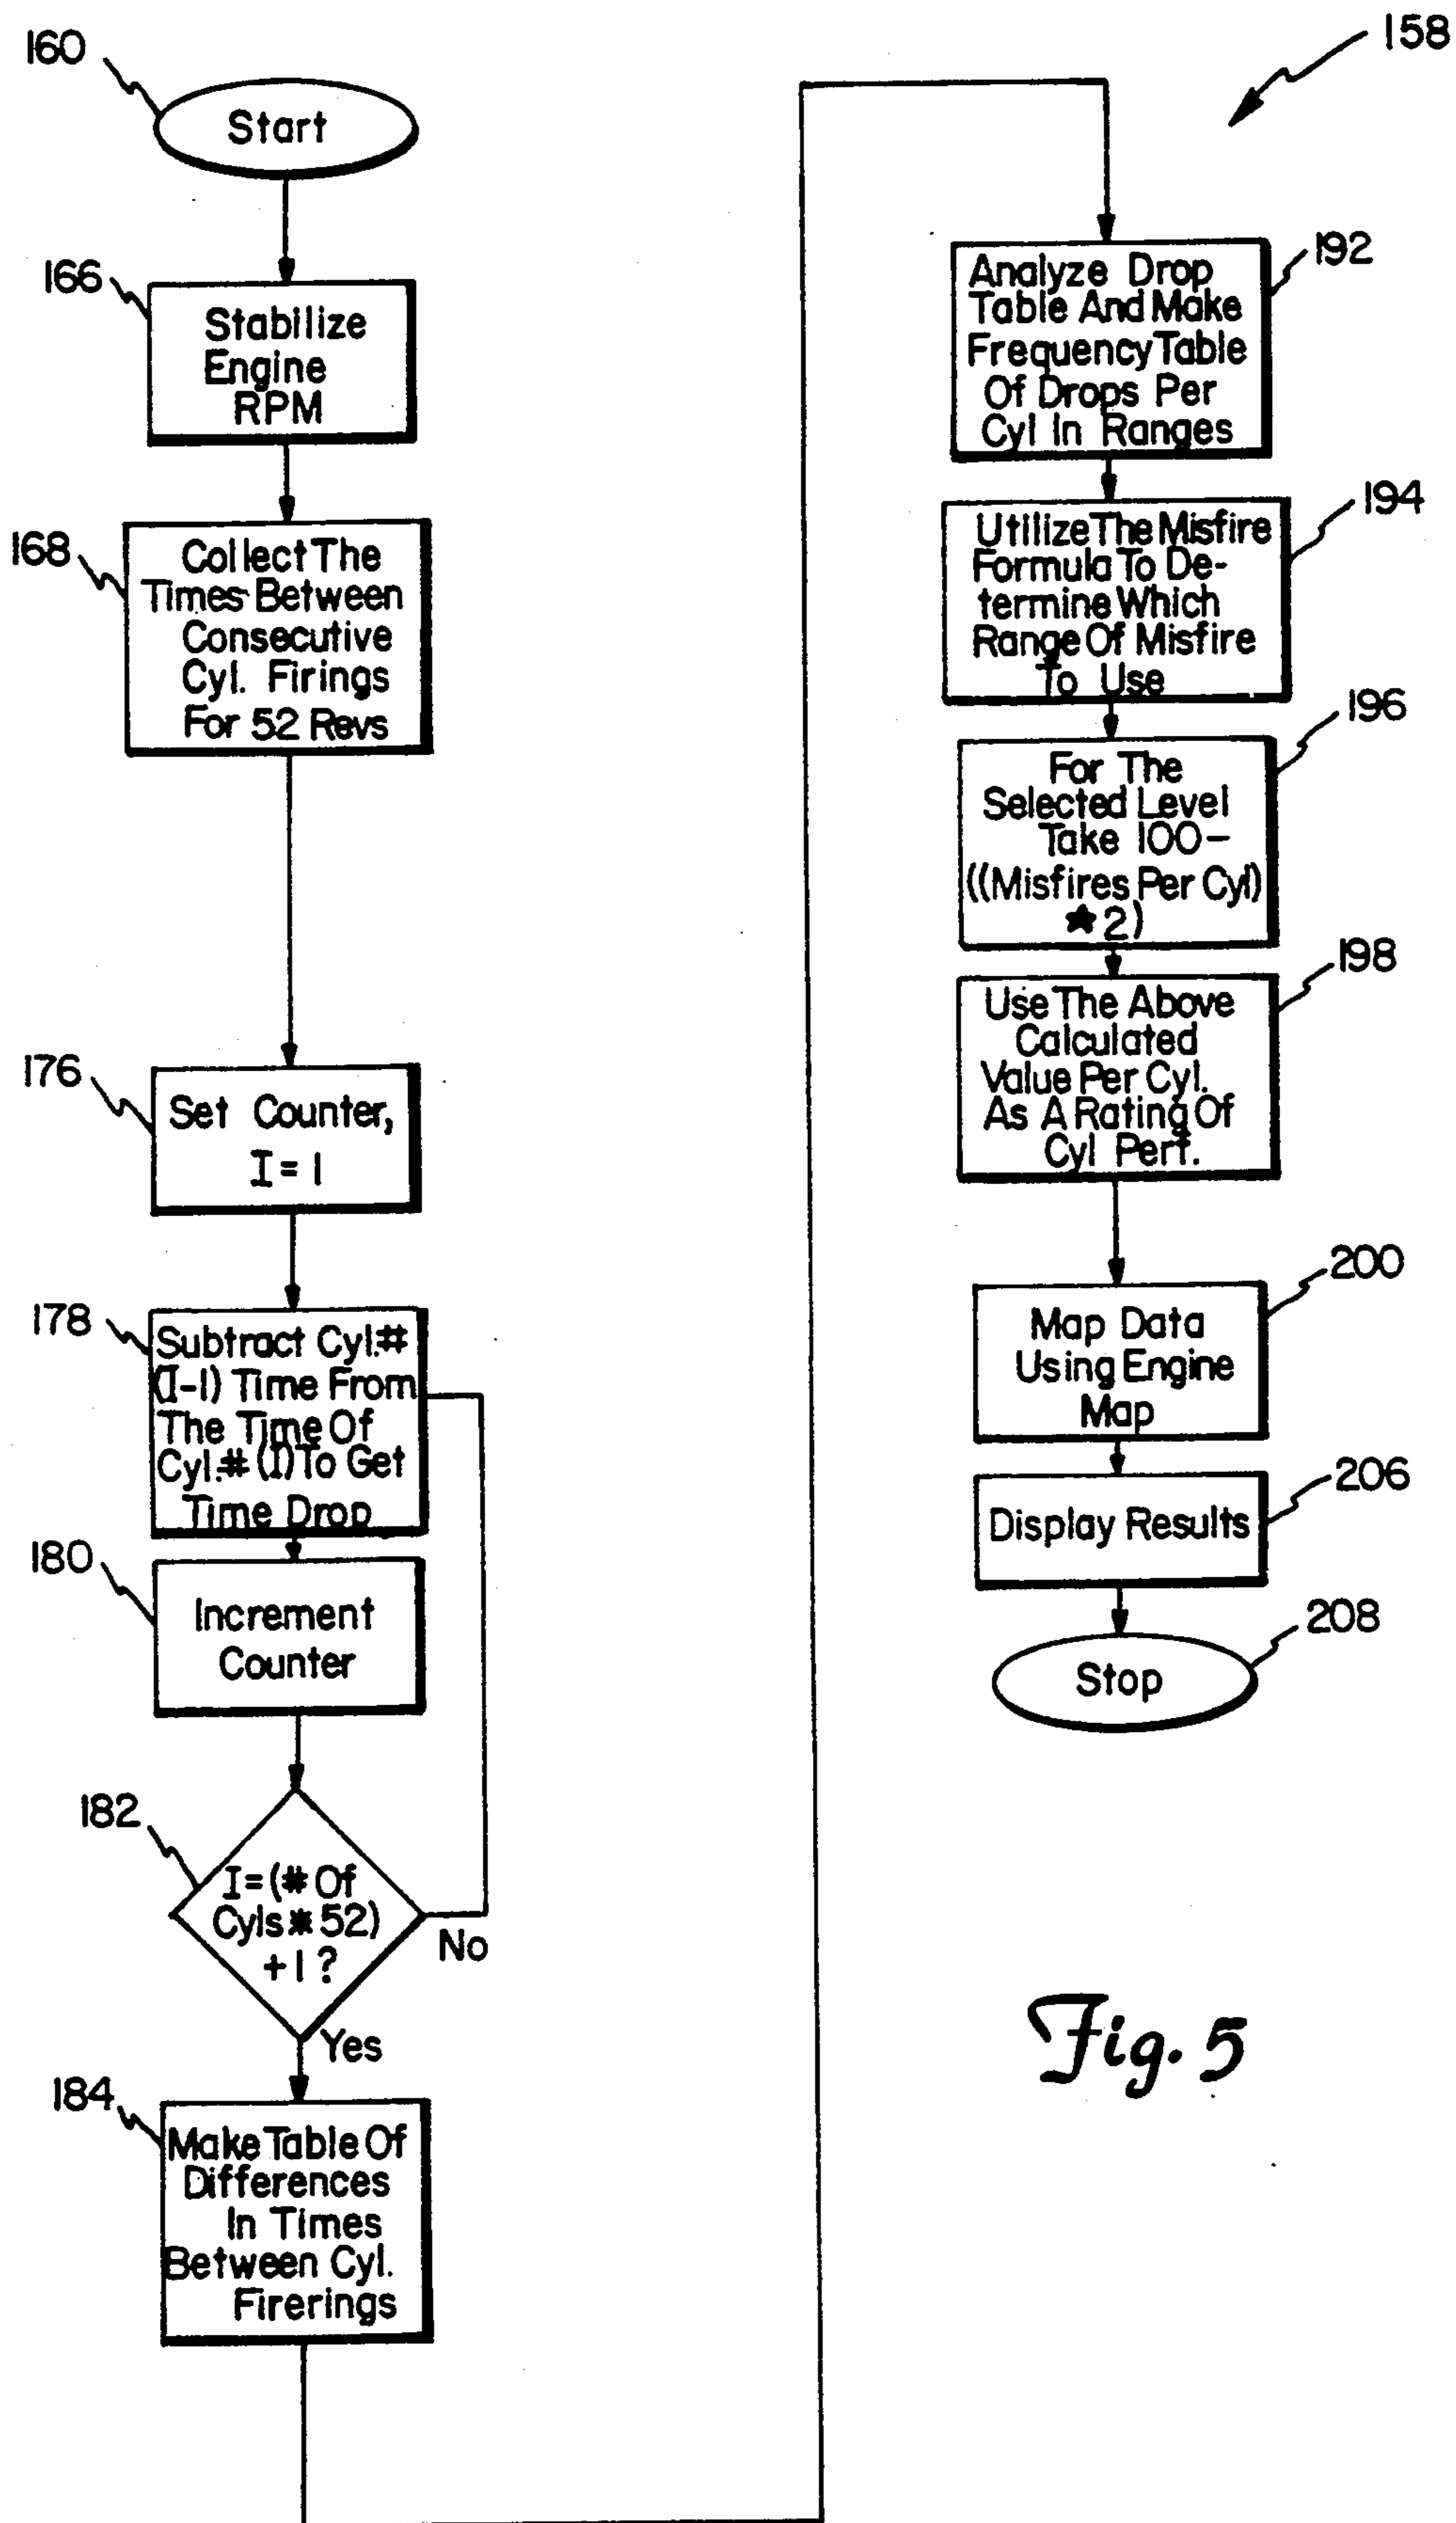 160
Start
166
Stabilize
Engine
RPM
168
Collect The
Times Between
Consecutive
Cyl. Firings
For 52 Revs
176
Set Counter,
I = 1
178
Subtract Cyl.#
(I-1) Time From
The Time Of
Cyl.# (I) To Get
Time Drop
180
Increment
Counter
182
I=(# Of
Cyls * 52)
+1 ?
No
Yes
184
Make Table Of
Differences
In Times
Between Cyl.
Firerings
158
192
Analyze Drop
Table And Make
Frequency Table
Of Drops Per
Cyl In Ranges
194
Utilize The Misfire
Formula To De-
termine Which
Range Of Misfire
To Use
196
For The
Selected Level
Take 100-
((Misfires Per Cyl)
★ 2)
198
Use The Above
Calculated
Value Per Cyl.
As A Rating Of
Cyl Perf.
200
Map Data
Using Engine
Map
206
Display Results
208
Stop
Fig. 5